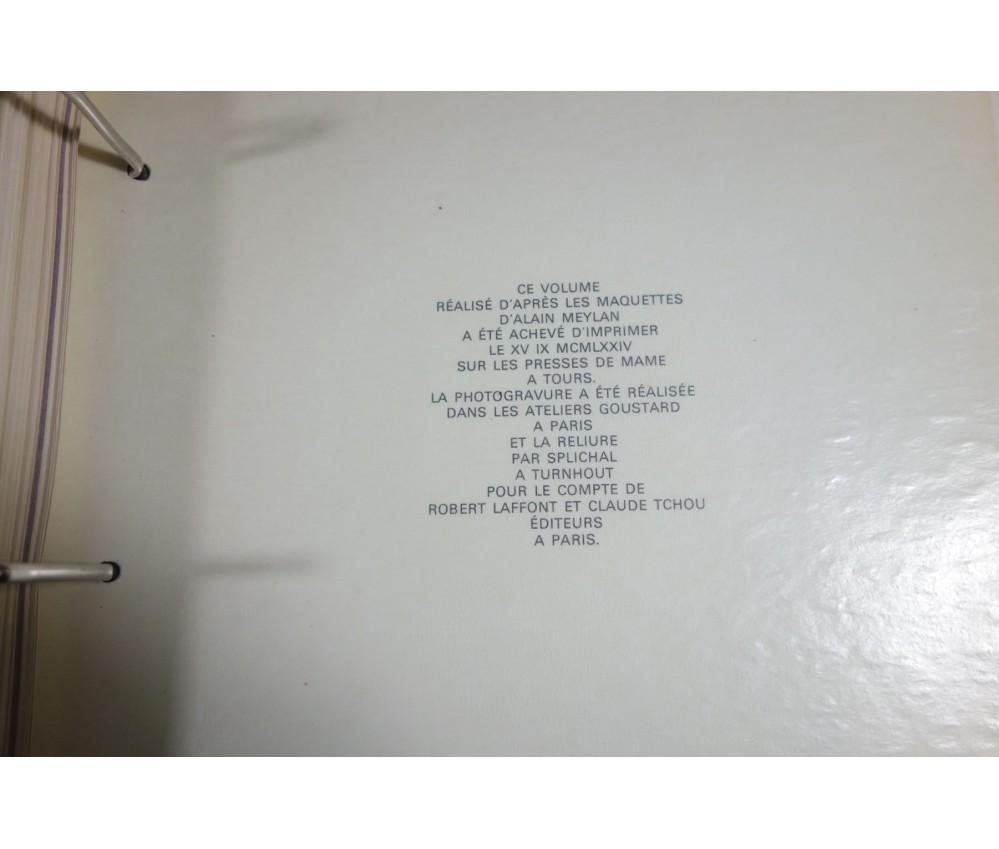 CE VOLUME
RÉALISÉ D'APRÈS LES MAQUETTES
D'ALAIN MEYLAN
A ÉTÉ ACHEVÉ D'IMPRIMER
LE XV IX MCMLXXIV
SUR LES PRESSES DE MAME
A TOURS.
LA PHOTOGRAVURE A ÉTÉ RÉALISÉE
DANS LES ATELIERS GOUSTARD
A PARIS
ET LA RELIURE
PAR SPLICHAL
A TURNHOUT
POUR LE COMPTE DE
ROBERT LAFFONT ET CLAUDE TCHOU
ÉDITEURS
A PARIS.